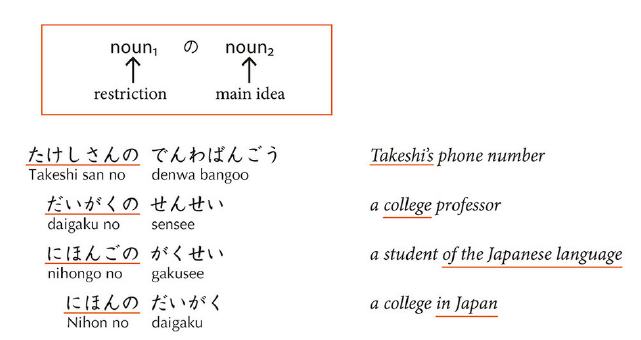 noun₁ の noun₂
restriction main idea
たけしさんの でんわばんごう Takeshi's phone number
Takeshi san no denwa bangoo
だいがくの せんせい a college professor
daigaku no sensee
にほんごの がくせい a student of the Japanese language
nihongo no gakusee
にほんの だいがく a college in Japan
Nihon no daigaku